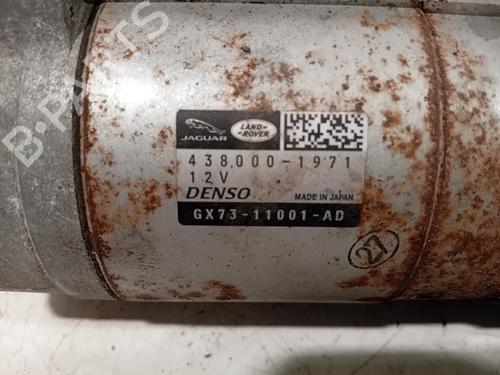 B-PARTS
JAGUAR
LAND-
-ROVER
438000-1971
12V
DENSO
MADE IN JAPAN
GX73-11001-AD
27